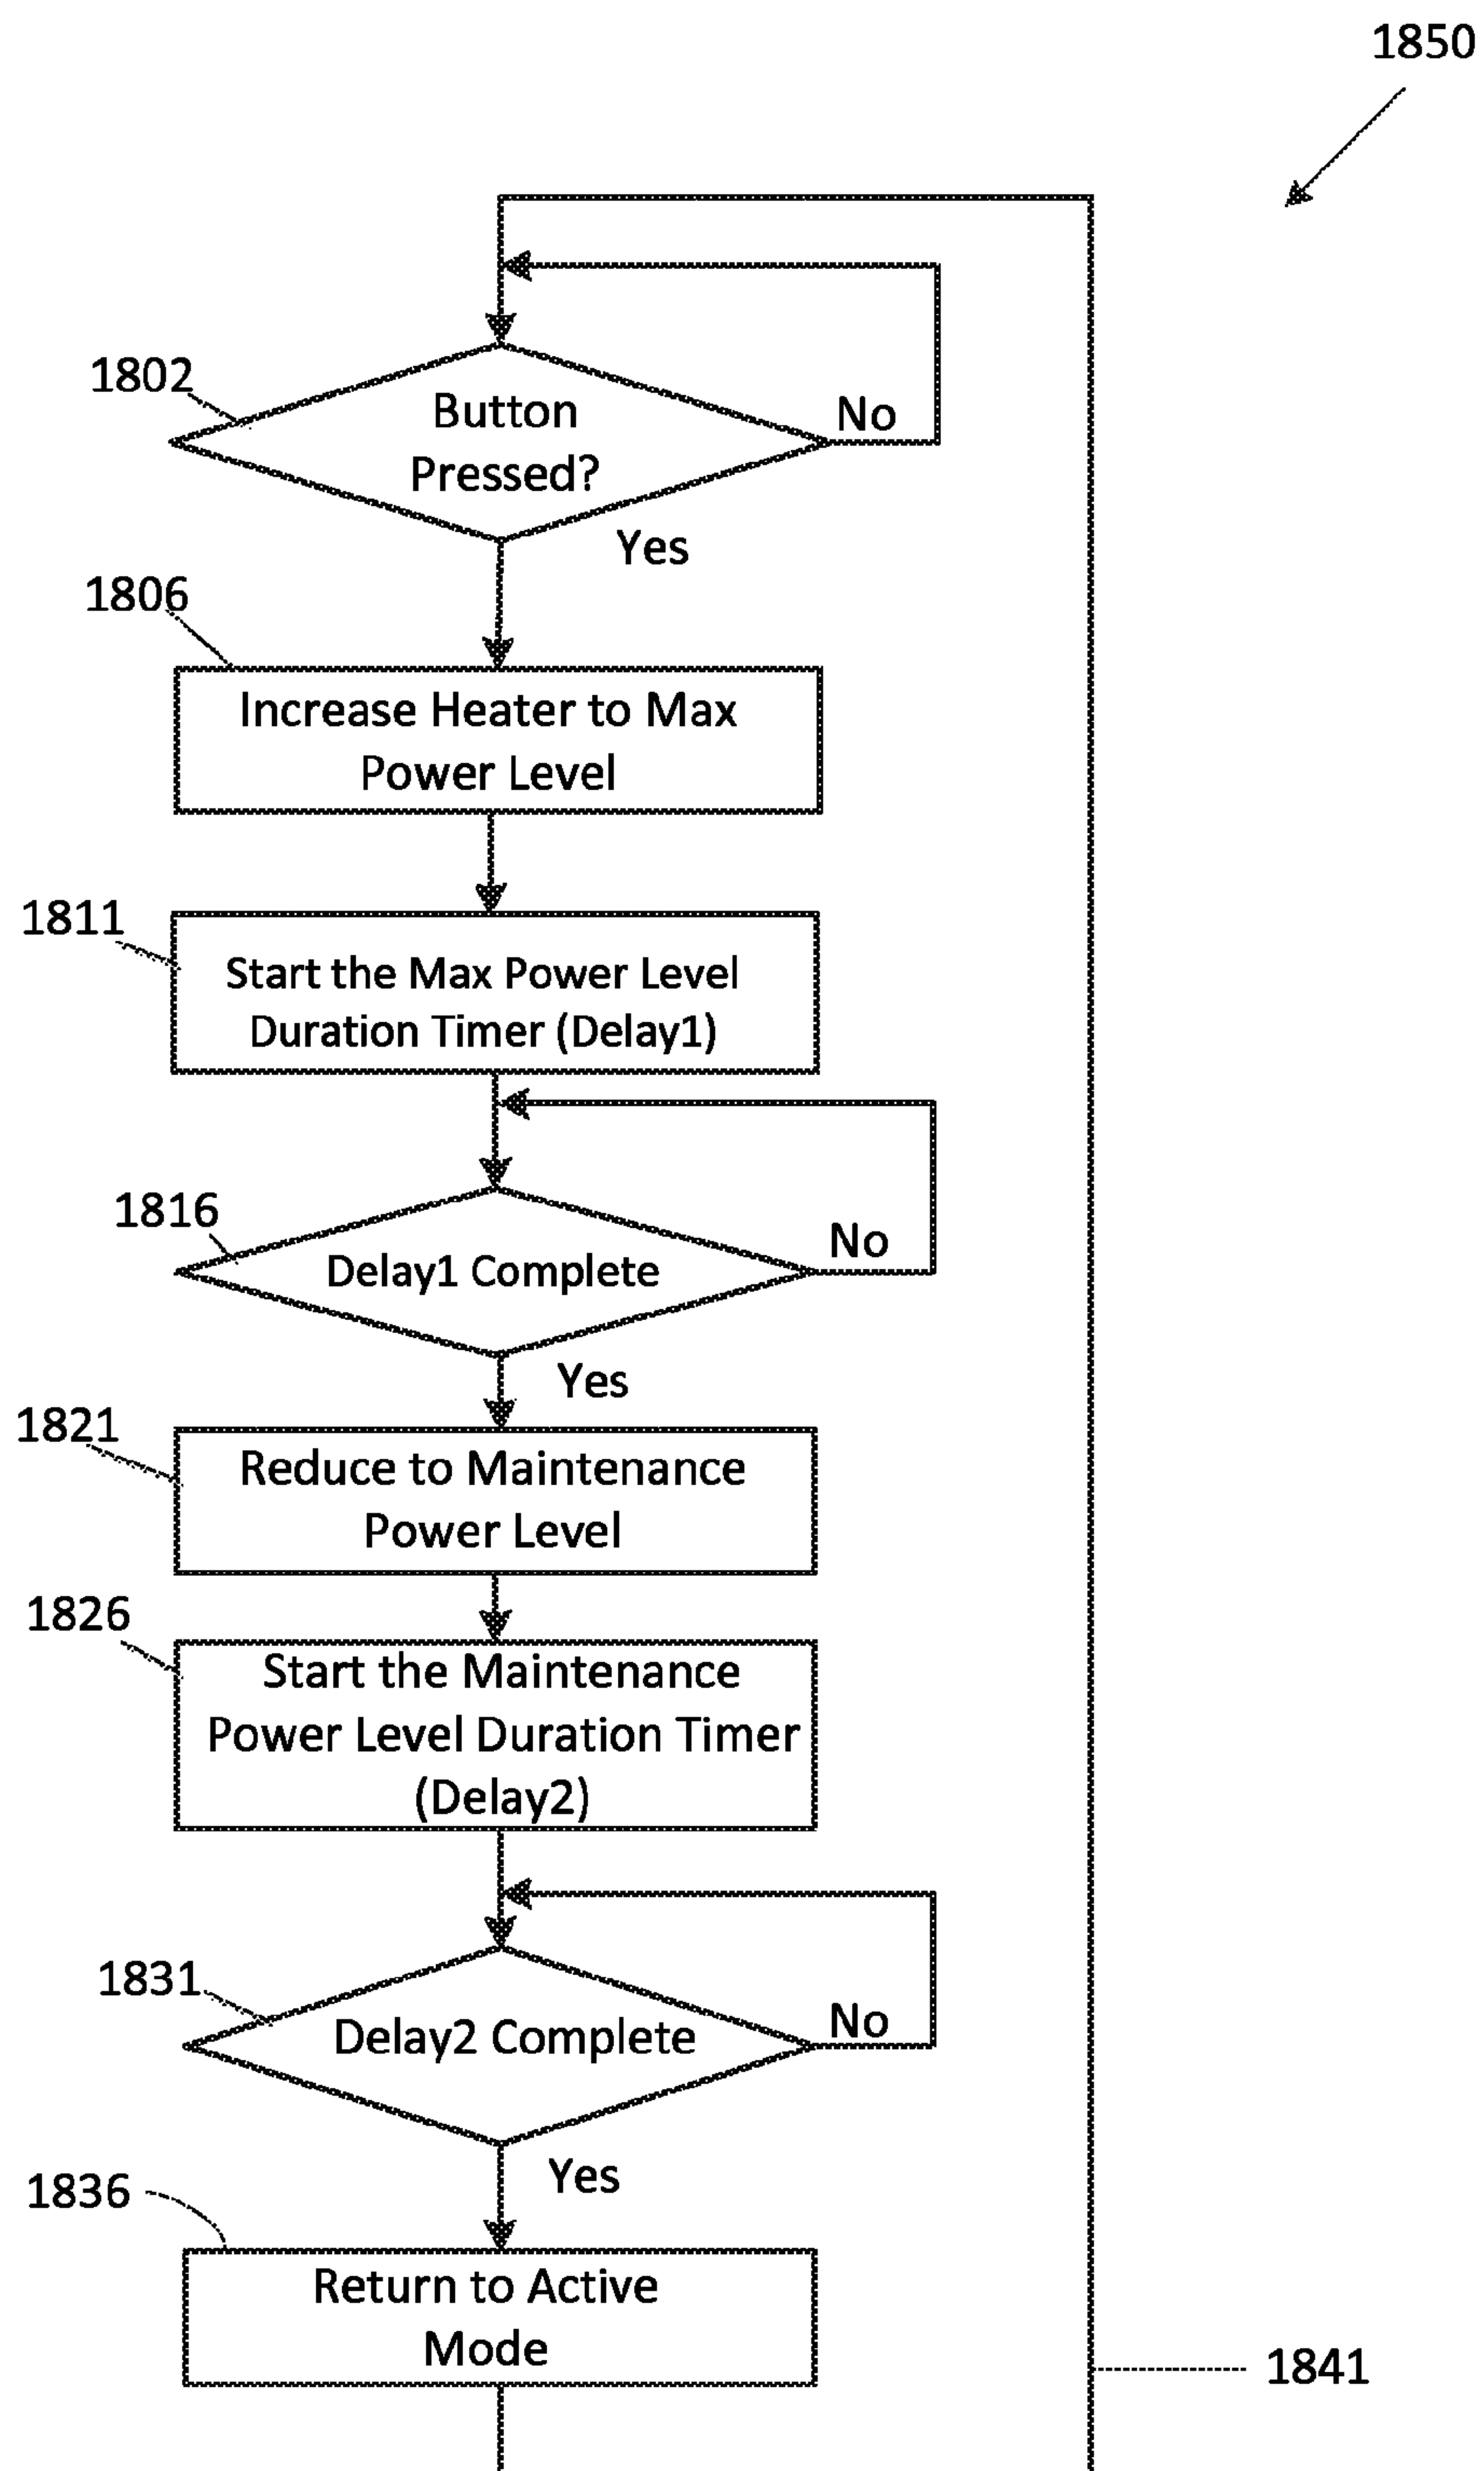 1850
1802
Button
Pressed?
No
Yes
1806
Increase Heater to Max
Power Level
1811
Start the Max Power Level
Duration Timer (Delay1)
1816
Delay1 Complete
No
Yes
1821
Reduce to Maintenance
Power Level
1826
Start the Maintenance
Power Level Duration Timer
(Delay2)
1831
Delay2 Complete
No
Yes
1836
Return to Active
Mode
1841